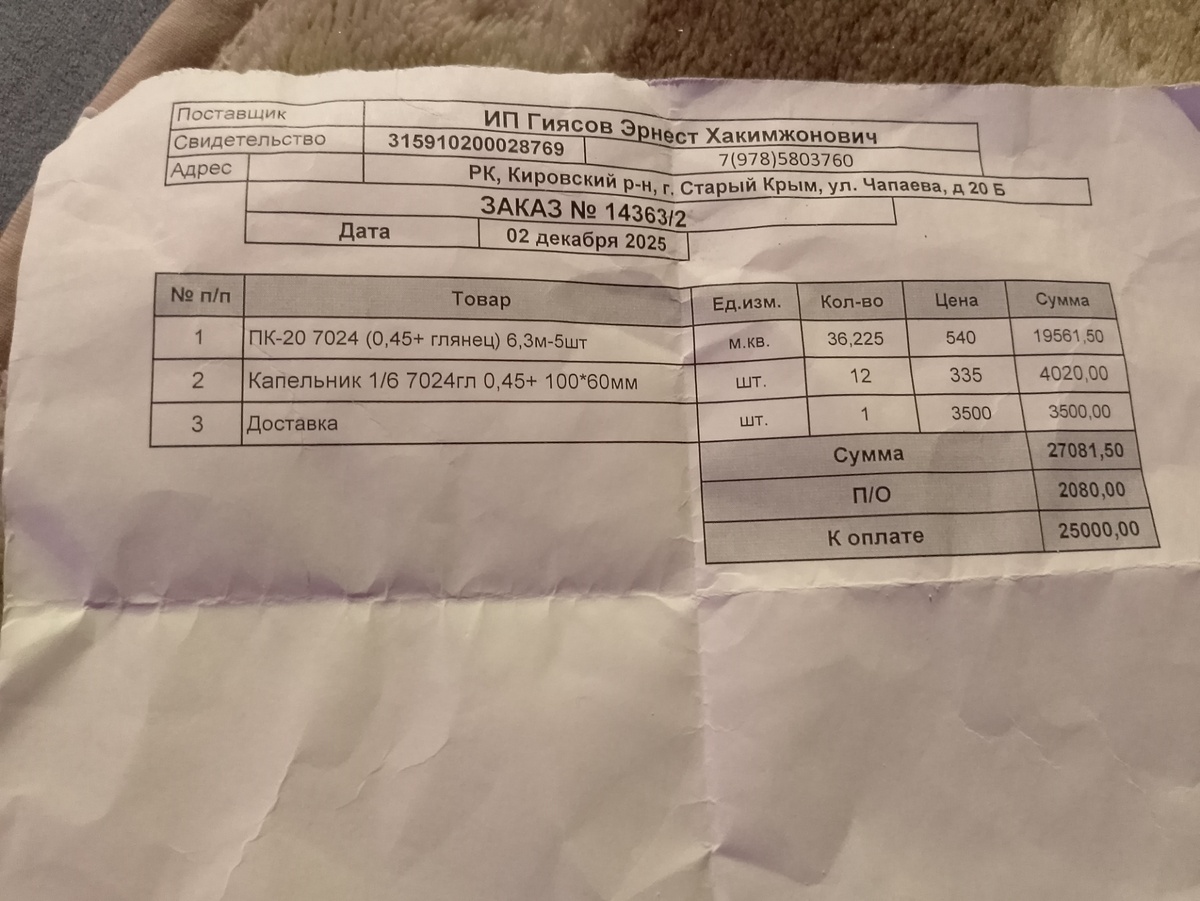 Поставщик ИП Гиясов Эрнест Хакимжонович
Свидетельство 315910200028769 7(978)5803760
Адрес РК, Кировский р-н, г. Старый Крым, ул. Чапаева, д 20 Б
ЗАКАЗ № 14363/2
Дата 02 декабря 2025
№ п/п Товар Ед.изм. Кол-во Цена Сумма
1 ПК-20 7024 (0,45+ глянец) 6,3м-5шт м.кв. 36,225 540 19561,50
2 Капельник 1/6 7024гл 0,45+ 100*60мм шт. 12 335 4020,00
3 Доставка шт. 1 3500 3500,00
Сумма 27081,50
П/О 2080,00
К оплате 25000,00